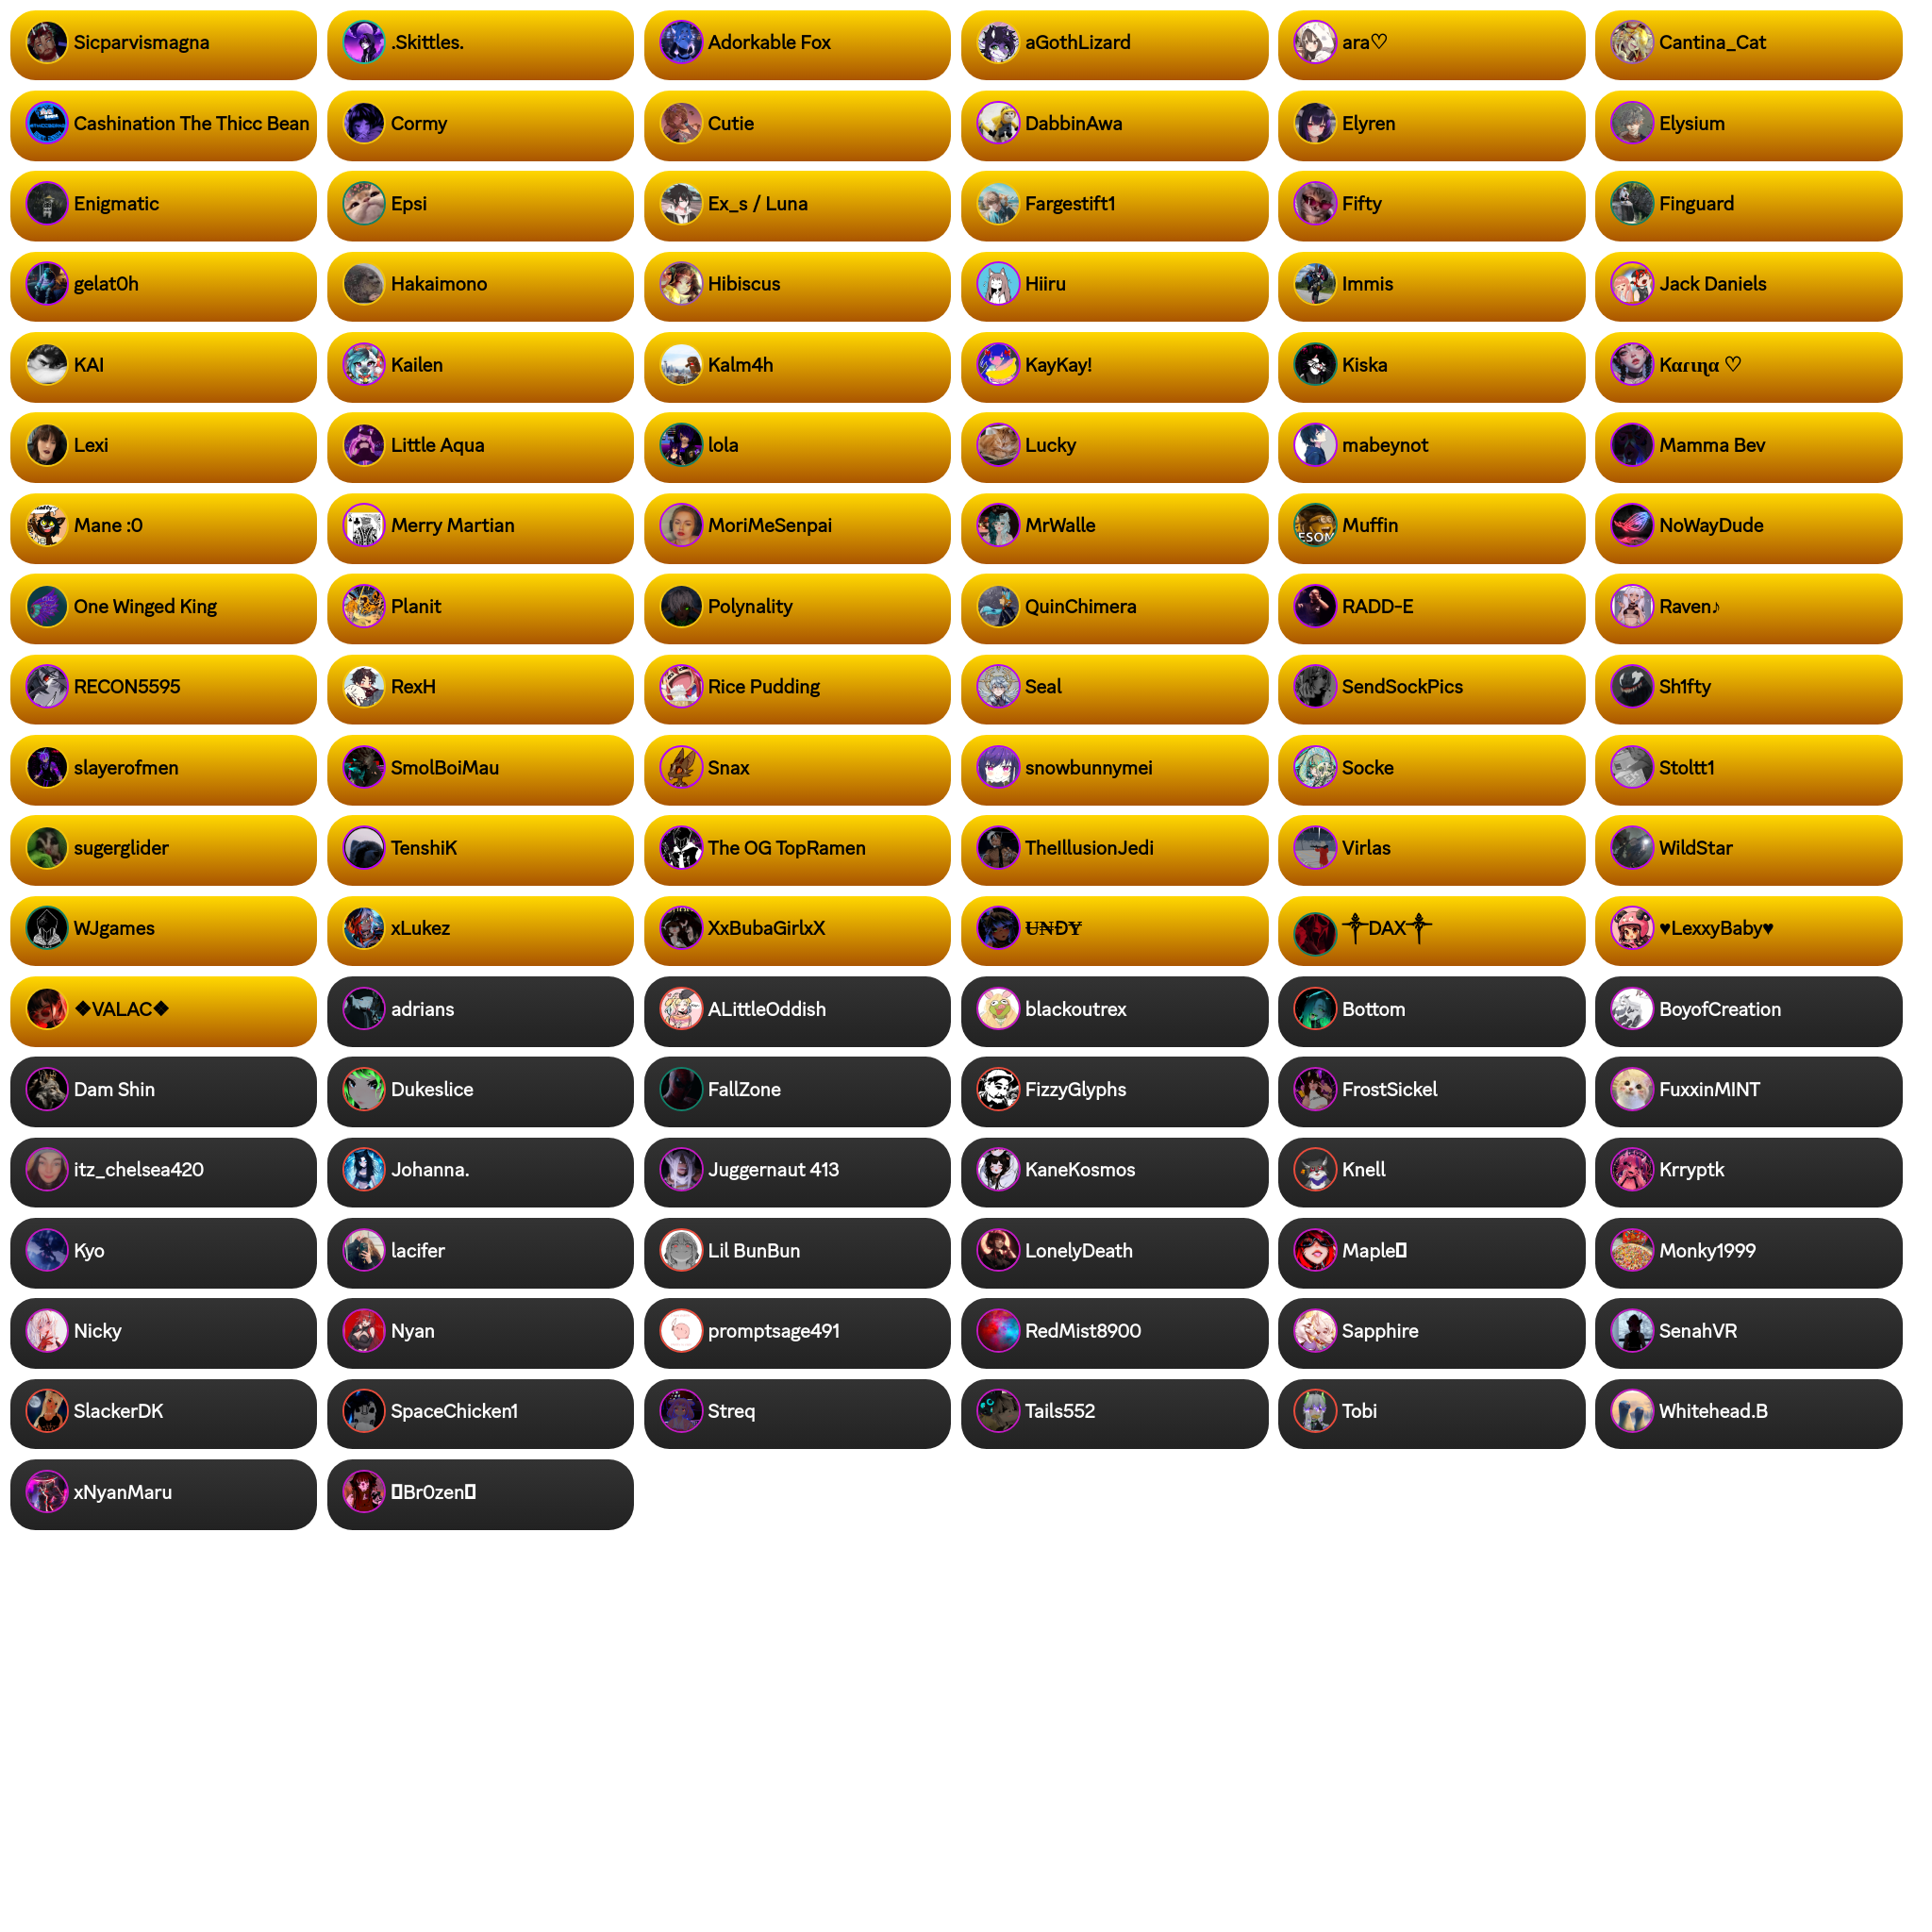 Sicparvismagna
.Skittles.
Adorkable Fox
aGothLizard
ara♡
Cantina_Cat
Cashination The Thicc Bean
Cormy
Cutie
DabbinAwa
Elyren
Elysium
Enigmatic
Epsi
Ex_s / Luna
Fargestift1
Fifty
Finguard
gelat0h
Hakaimono
Hibiscus
Hiiru
Immis
Jack Daniels
KAI
Kailen
Kalm4h
KayKay!
Kiska
Kαɾιɳα ♡
Lexi
Little Aqua
lola
Lucky
mabeynot
Mamma Bev
Mane :0
Merry Martian
MoriMeSenpai
MrWalle
Muffin
ESOM
NoWayDude
One Winged King
Planit
Polynality
QuinChimera
RADD-E
Raven♪
RECON5595
RexH
Rice Pudding
Seal
SendSockPics
Sh1fty
slayerofmen
SmolBoiMau
Snax
snowbunnymei
Socke
Stoltt1
sugerglider
TenshiK
The OG TopRamen
TheIllusionJedi
Virlas
WildStar
WJgames
xLukez
XxBubaGirlxX
U̶₦ĐɎ
༒DAX༒
♥LexxyBaby♥
❖VALAC❖
adrians
ALittleOddish
blackoutrex
Bottom
BoyofCreation
Dam Shin
Dukeslice
FallZone
FizzyGlyphs
FrostSickel
FuxxinMINT
itz_chelsea420
Johanna.
Juggernaut 413
KaneKosmos
Knell
Krryptk
Kyo
lacifer
Lil BunBun
LonelyDeath
Maple
Monky1999
Nicky
Nyan
promptsage491
RedMist8900
Sapphire
SenahVR
SlackerDK
SpaceChicken1
Streq
Tails552
Tobi
Whitehead.B
xNyanMaru
Br0zen